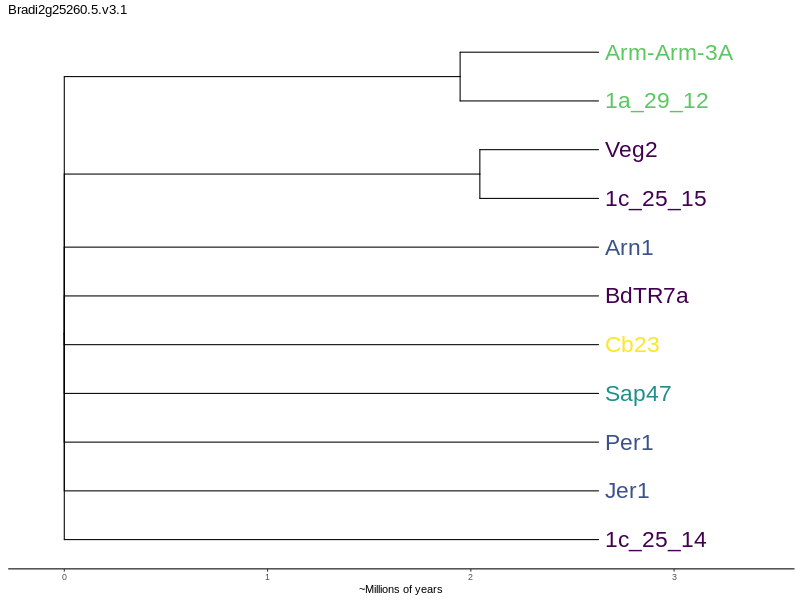 Bradi2g25260.5.v3.1
Arm-Arm-3A
1a_29_12
Veg2
1c_25_15
Arn1
BdTR7a
Cb23
Sap47
Per1
Jer1
1c_25_14
0 1 2 3
~Millions of years